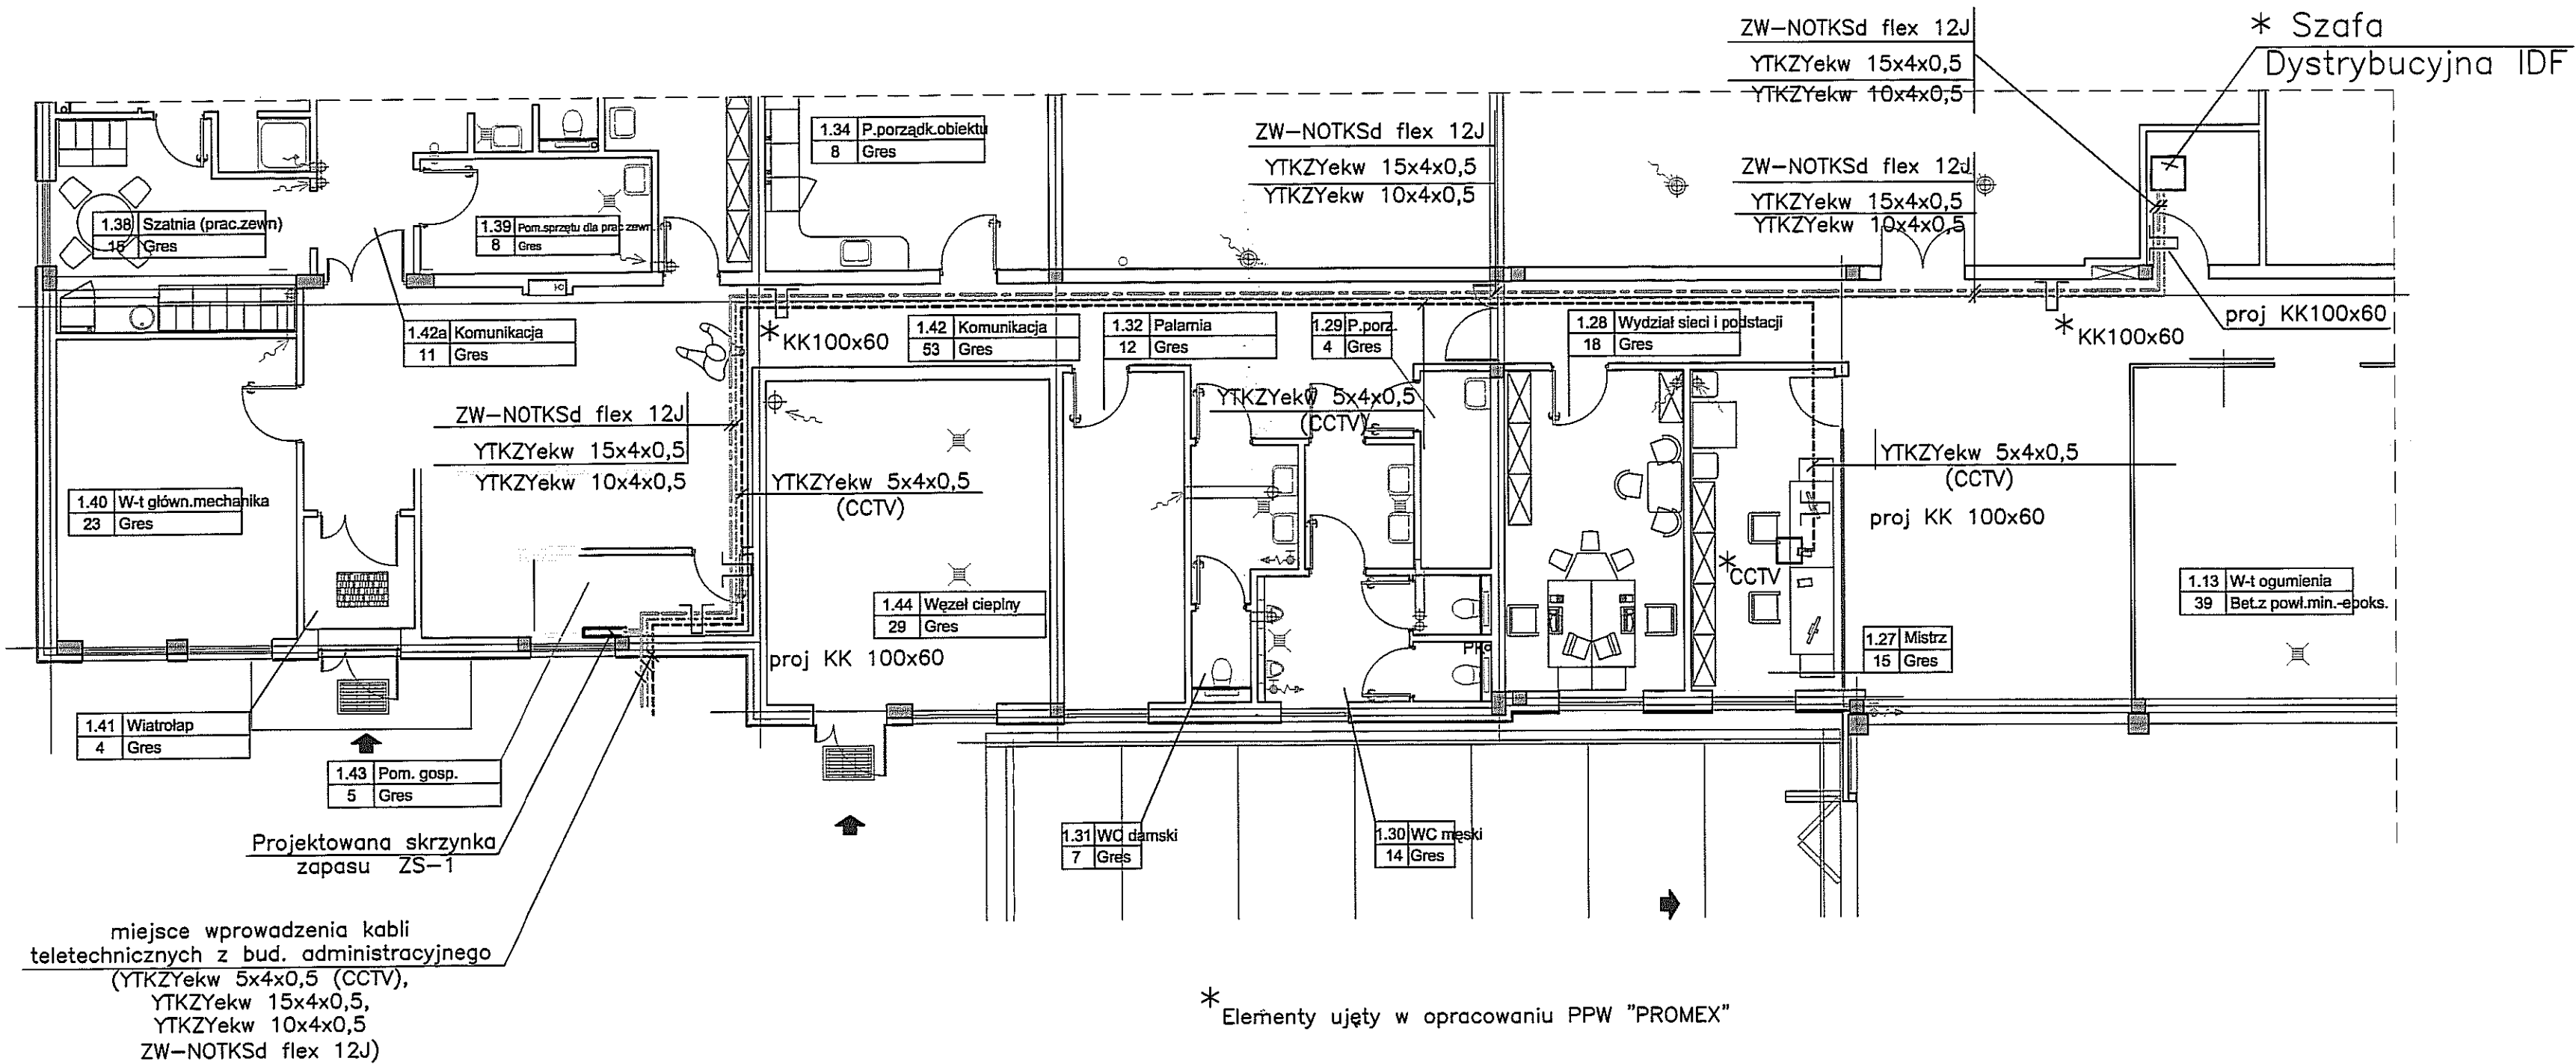 ZW-NOTKSd flex 12J
YTKZYekw 15x4x0,5
YTKZYekw 10x4x0,5
* Szafa
Dystrybucyjna IDF
1.34 P.porządk.obiektu
8 Gres
ZW-NOTKSd flex 12J
YTKZYekw 15x4x0,5
YTKZYekw 10x4x0,5
ZW-NOTKSd flex 12J
YTKZYekw 15x4x0,5
YTKZYekw 10x4x0,5
1.38 Szatnia (prac.zewn)
15 Gres
1.39 Pom.sprzętu dla prac.zewn.
8 Gres
1.42a Komunikacja
11 Gres
* KK100x60
1.42 Komunikacja
53 Gres
1.32 Palarnia
12 Gres
1.29 P.porz.
4 Gres
1.28 Wydział sieci i podstacji
18 Gres
* KK100x60
proj KK100x60
ZW-NOTKSd flex 12J
YTKZYekw 15x4x0,5
YTKZYekw 10x4x0,5
YTKZYekw 5x4x0,5
(CCTV)
YTKZYekw 5x4x0,5
(CCTV)
YTKZYekw 5x4x0,5
(CCTV)
proj KK 100x60
1.40 W-t główn.mechanika
23 Gres
* CCTV
1.44 Węzeł cieplny
29 Gres
1.13 W-t ogumienia
39 Bet.z powł.min.-epoks.
proj KK 100x60
1.27 Mistrz
15 Gres
1.41 Wiatrołap
4 Gres
1.43 Pom. gosp.
5 Gres
1.31 WC damski
7 Gres
1.30 WC męski
14 Gres
Projektowana skrzynka
zapasu ZS-1
miejsce wprowadzenia kabli
teletechnicznych z bud. administracyjnego
(YTKZYekw 5x4x0,5 (CCTV),
YTKZYekw 15x4x0,5,
YTKZYekw 10x4x0,5
ZW-NOTKSd flex 12J)
* Elementy ujęty w opracowaniu PPW "PROMEX"